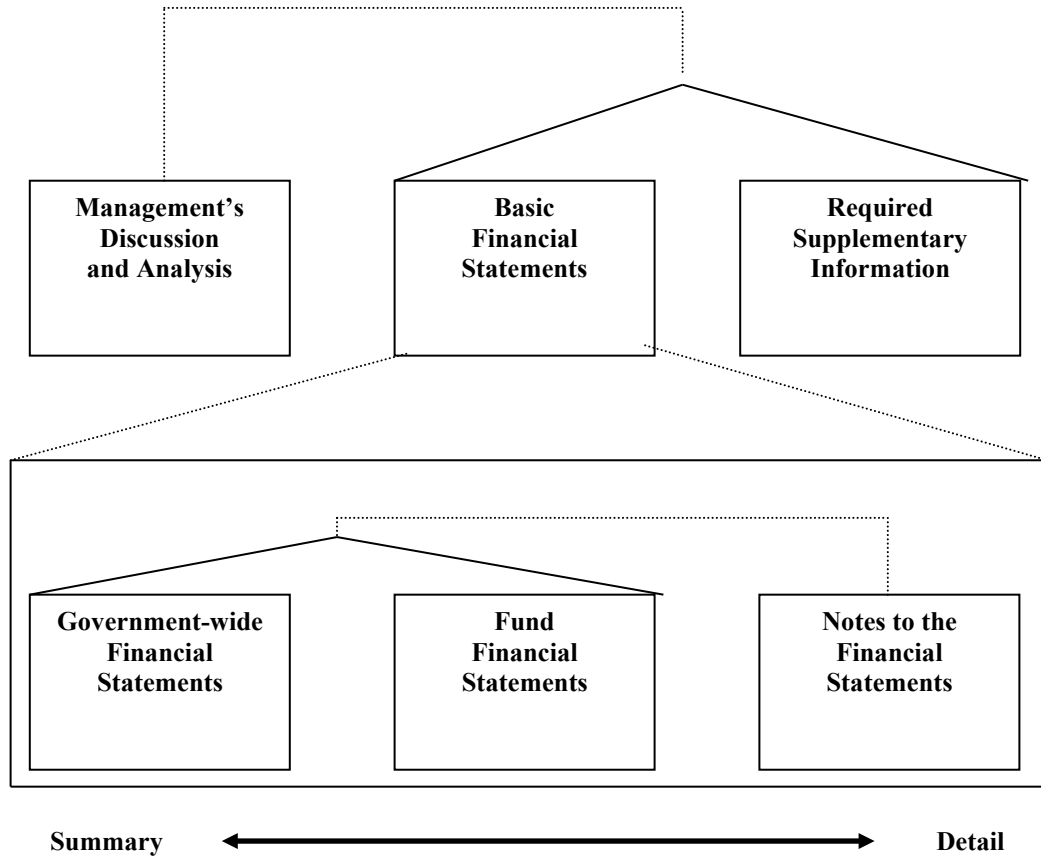 Management’s
Discussion
and Analysis
Basic
Financial
Statements
Required
Supplementary
Information
Government-wide
Financial
Statements
Fund
Financial
Statements
Notes to the
Financial
Statements
Summary
Detail